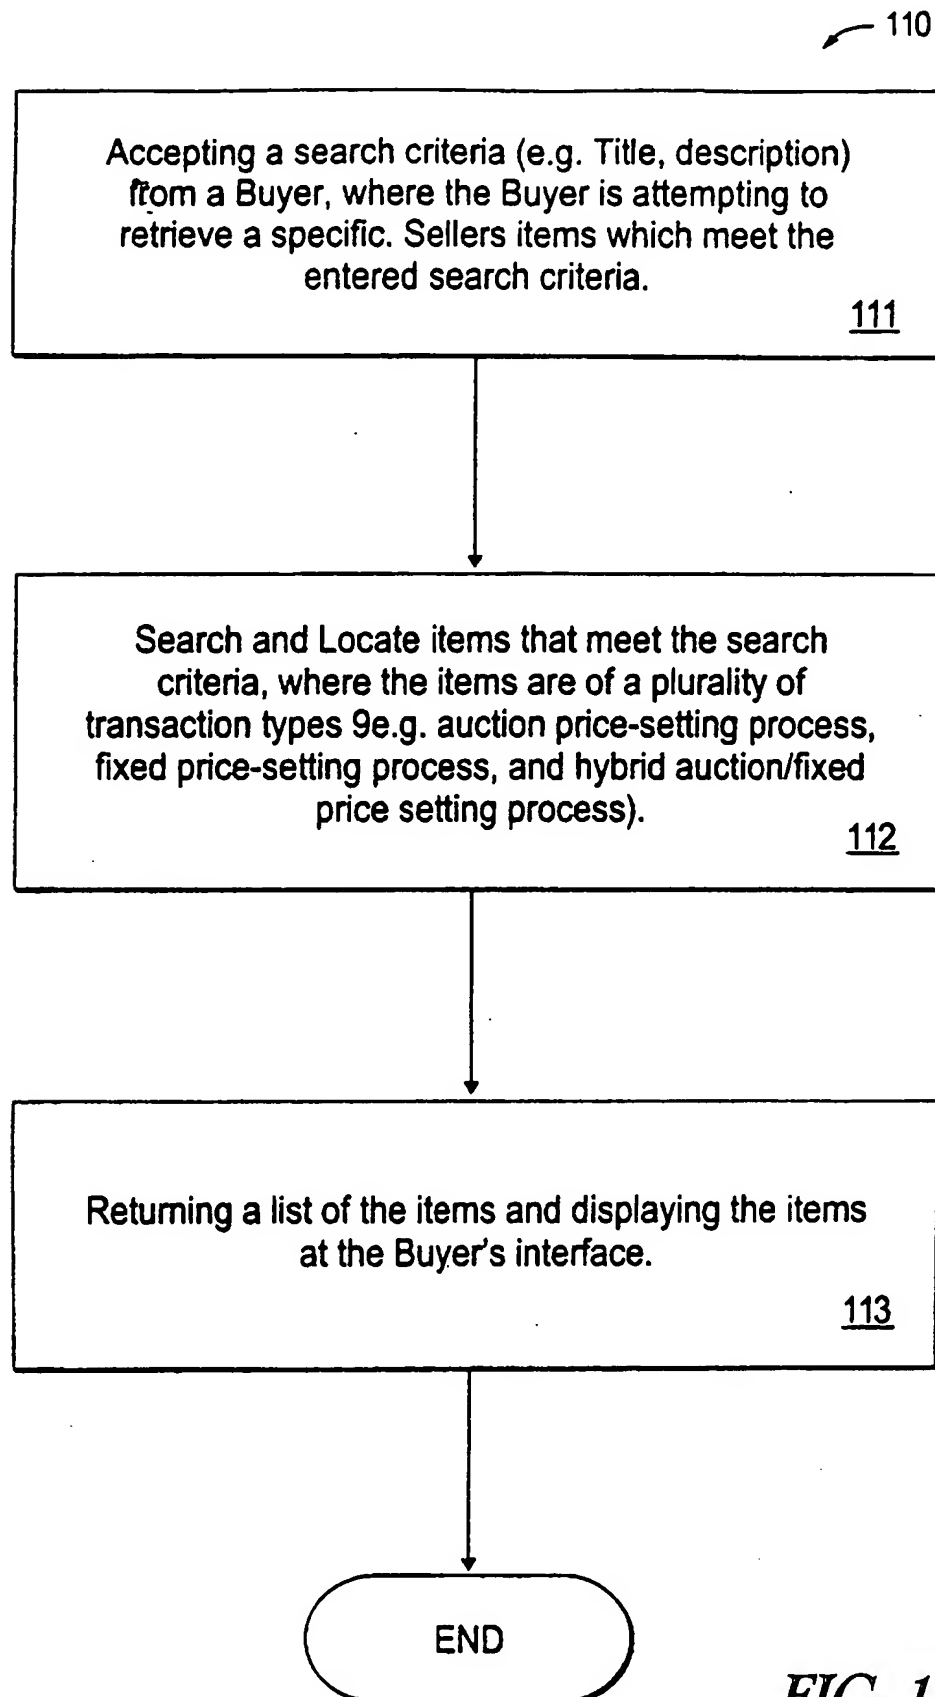 110
Accepting a search criteria (e.g. Title, description)
from a Buyer, where the Buyer is attempting to
retrieve a specific. Sellers items which meet the
entered search criteria.
111
Search and Locate items that meet the search
criteria, where the items are of a plurality of
transaction types 9e.g. auction price-setting process,
fixed price-setting process, and hybrid auction/fixed
price setting process).
112
Returning a list of the items and displaying the items
at the Buyer's interface.
113
END
FIG. 1